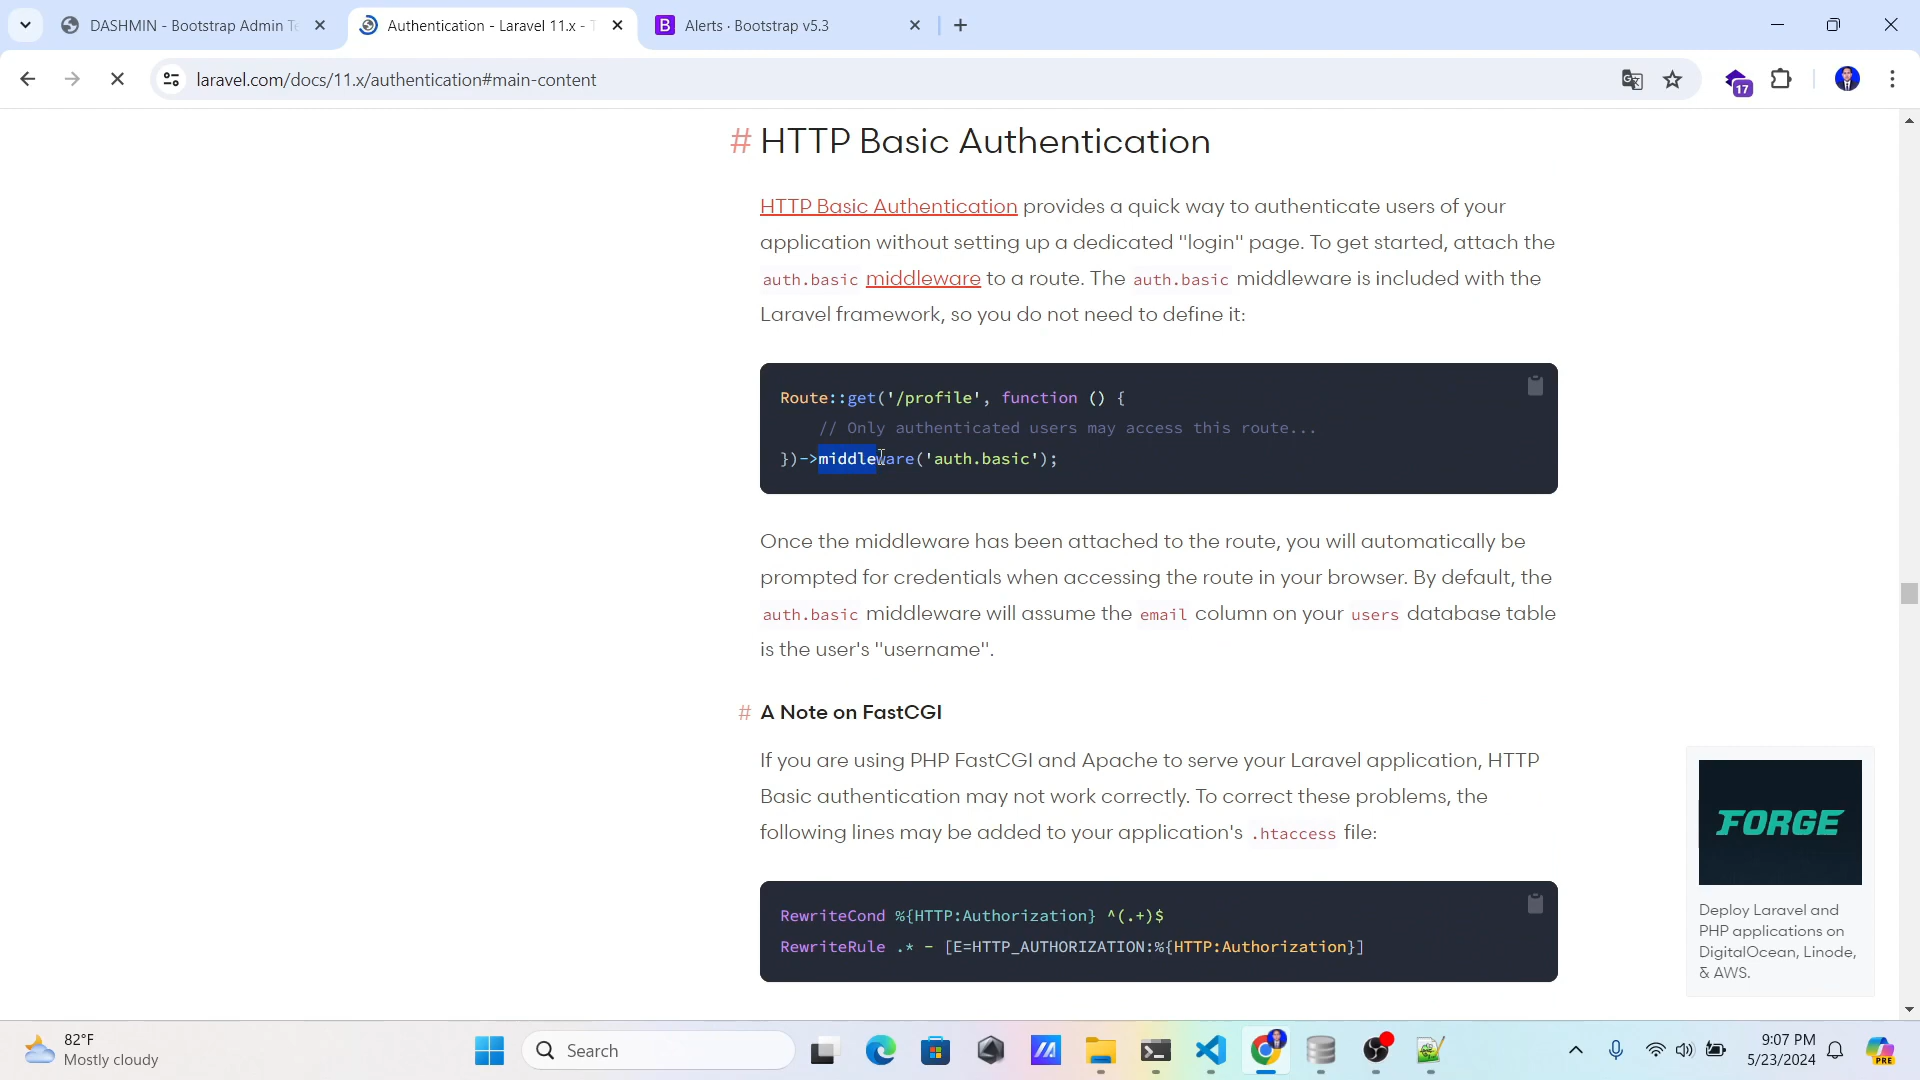 DASHMIN - Bootstrap Admin Te
Authentication - Laravel 11.x - T
Alerts · Bootstrap v5.3
laravel.com/docs/11.x/authentication#main-content
17
# HTTP Basic Authentication
HTTP Basic Authentication provides a quick way to authenticate users of your
application without setting up a dedicated "login" page. To get started, attach the
auth.basic middleware to a route. The auth.basic middleware is included with the
Laravel framework, so you do not need to define it:
Route::get('/profile', function () {
// Only authenticated users may access this route...
})->middleware('auth.basic');
Once the middleware has been attached to the route, you will automatically be
prompted for credentials when accessing the route in your browser. By default, the
auth.basic middleware will assume the email column on your users database table
is the user's "username".
# A Note on FastCGI
If you are using PHP FastCGI and Apache to serve your Laravel application, HTTP
Basic authentication may not work correctly. To correct these problems, the
following lines may be added to your application's .htaccess file:
RewriteCond %{HTTP:Authorization} ^(.+)$
RewriteRule .* - [E=HTTP_AUTHORIZATION:%{HTTP:Authorization}]
FORGE
Deploy Laravel and
PHP applications on
DigitalOcean, Linode,
& AWS.
82°F
Mostly cloudy
Search
9:07 PM
5/23/2024
PRE